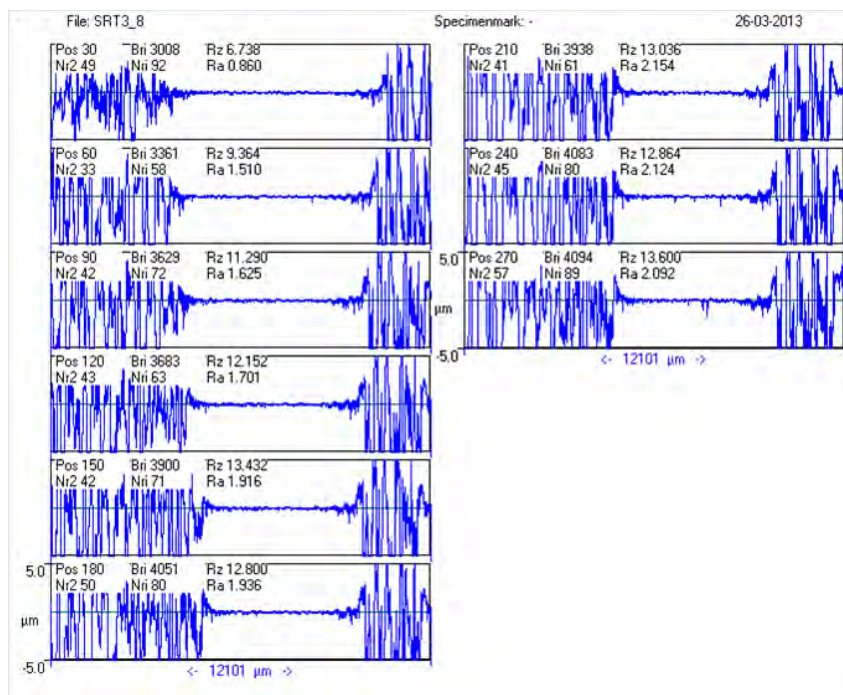 File: SRT3_8 Specimenmark: - 26-03-2013
Pos 30 Bri 3008 Rz 6.738
Nr2 49 Nri 92 Ra 0.860
Pos 60 Bri 3361 Rz 9.364
Nr2 33 Nri 58 Ra 1.510
Pos 90 Bri 3629 Rz 11.290
Nr2 42 Nri 72 Ra 1.625
Pos 120 Bri 3683 Rz 12.152
Nr2 43 Nri 63 Ra 1.701
Pos 150 Bri 3900 Rz 13.432
Nr2 42 Nri 71 Ra 1.916
5.0
Pos 180 Bri 4051 Rz 12.800
Nr2 50 Nri 80 Ra 1.936
µm
-5.0
<- 12101 µm ->
Pos 210 Bri 3938 Rz 13.036
Nr2 41 Nri 61 Ra 2.154
Pos 240 Bri 4083 Rz 12.864
Nr2 45 Nri 80 Ra 2.124
5.0
Pos 270 Bri 4094 Rz 13.600
Nr2 57 Nri 89 Ra 2.092
µm
-5.0
<- 12101 µm ->